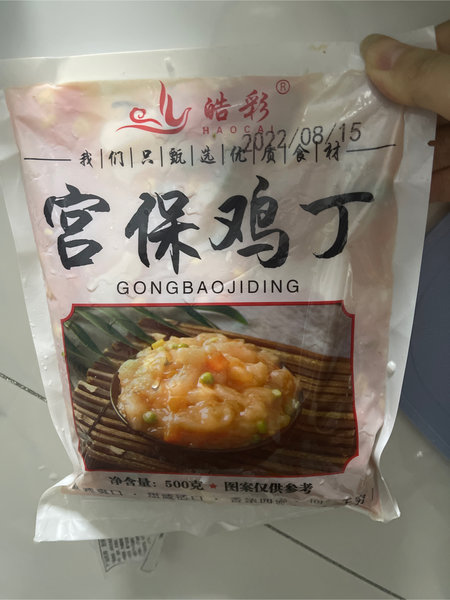 皓彩®
HAOCAI
2022/08/15
我们只甄选优质食材
宫保鸡丁
GONGBAOJIDING
净含量：500克 ★ 图案仅供参考